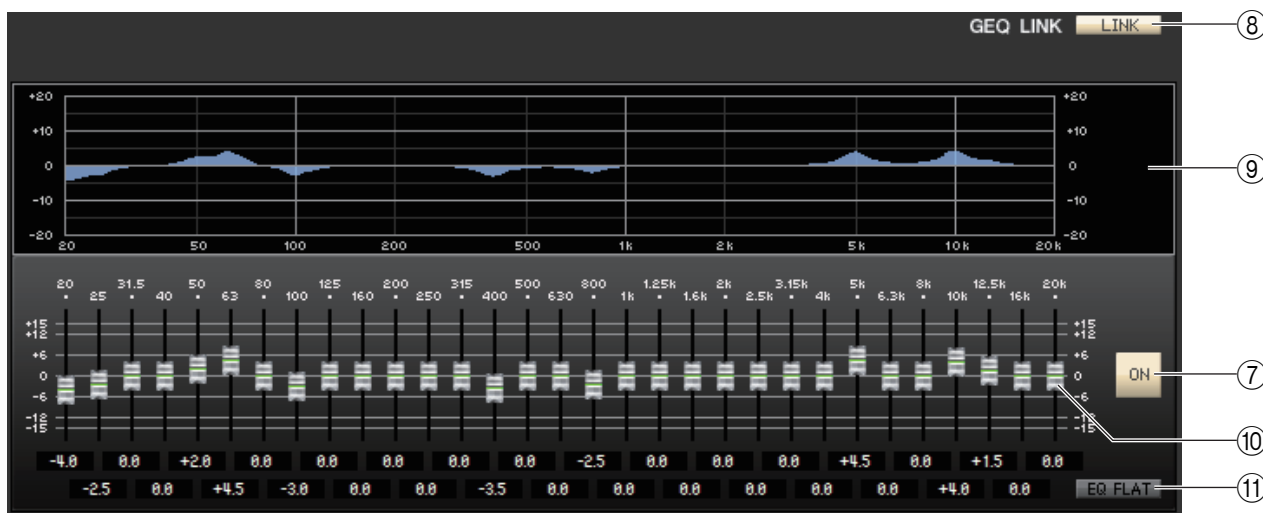 GEQ LINK LINK ⑧
+20 +20
+10 +10
0 0 ⑨
-10 -10
-20 -20
20 50 100 200 500 1k 2k 5k 10k 20k
20 31.5 50 80 125 200 315 500 800 1.25k 2k 3.15k 5k 8k 12.5k 20k
25 40 63 100 160 250 400 630 1k 1.6k 2.5k 4k 6.3k 10k 16k
+15 +15
+12 +12
+6 +6
0 0 ON ⑦
-6 -6
-12 -12
-15 -15
⑩
-4.0 0.0 +2.0 0.0 0.0 0.0 0.0 0.0 -2.5 0.0 0.0 0.0 +4.5 0.0 +1.5 0.0
-2.5 0.0 +4.5 -3.0 0.0 0.0 -3.5 0.0 0.0 0.0 0.0 0.0 0.0 +4.0 0.0 EQ FLAT ⑪